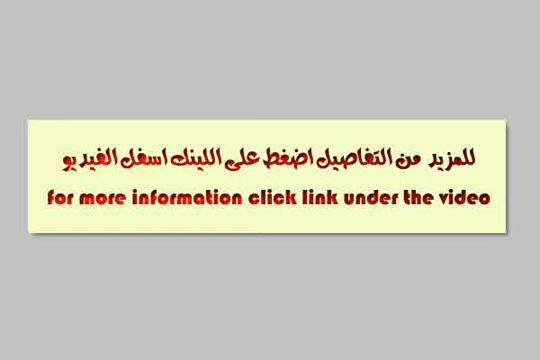 للمزيد من التفاصيل اضغط على اللينك اسفل الفيديو
for more information click link under the video